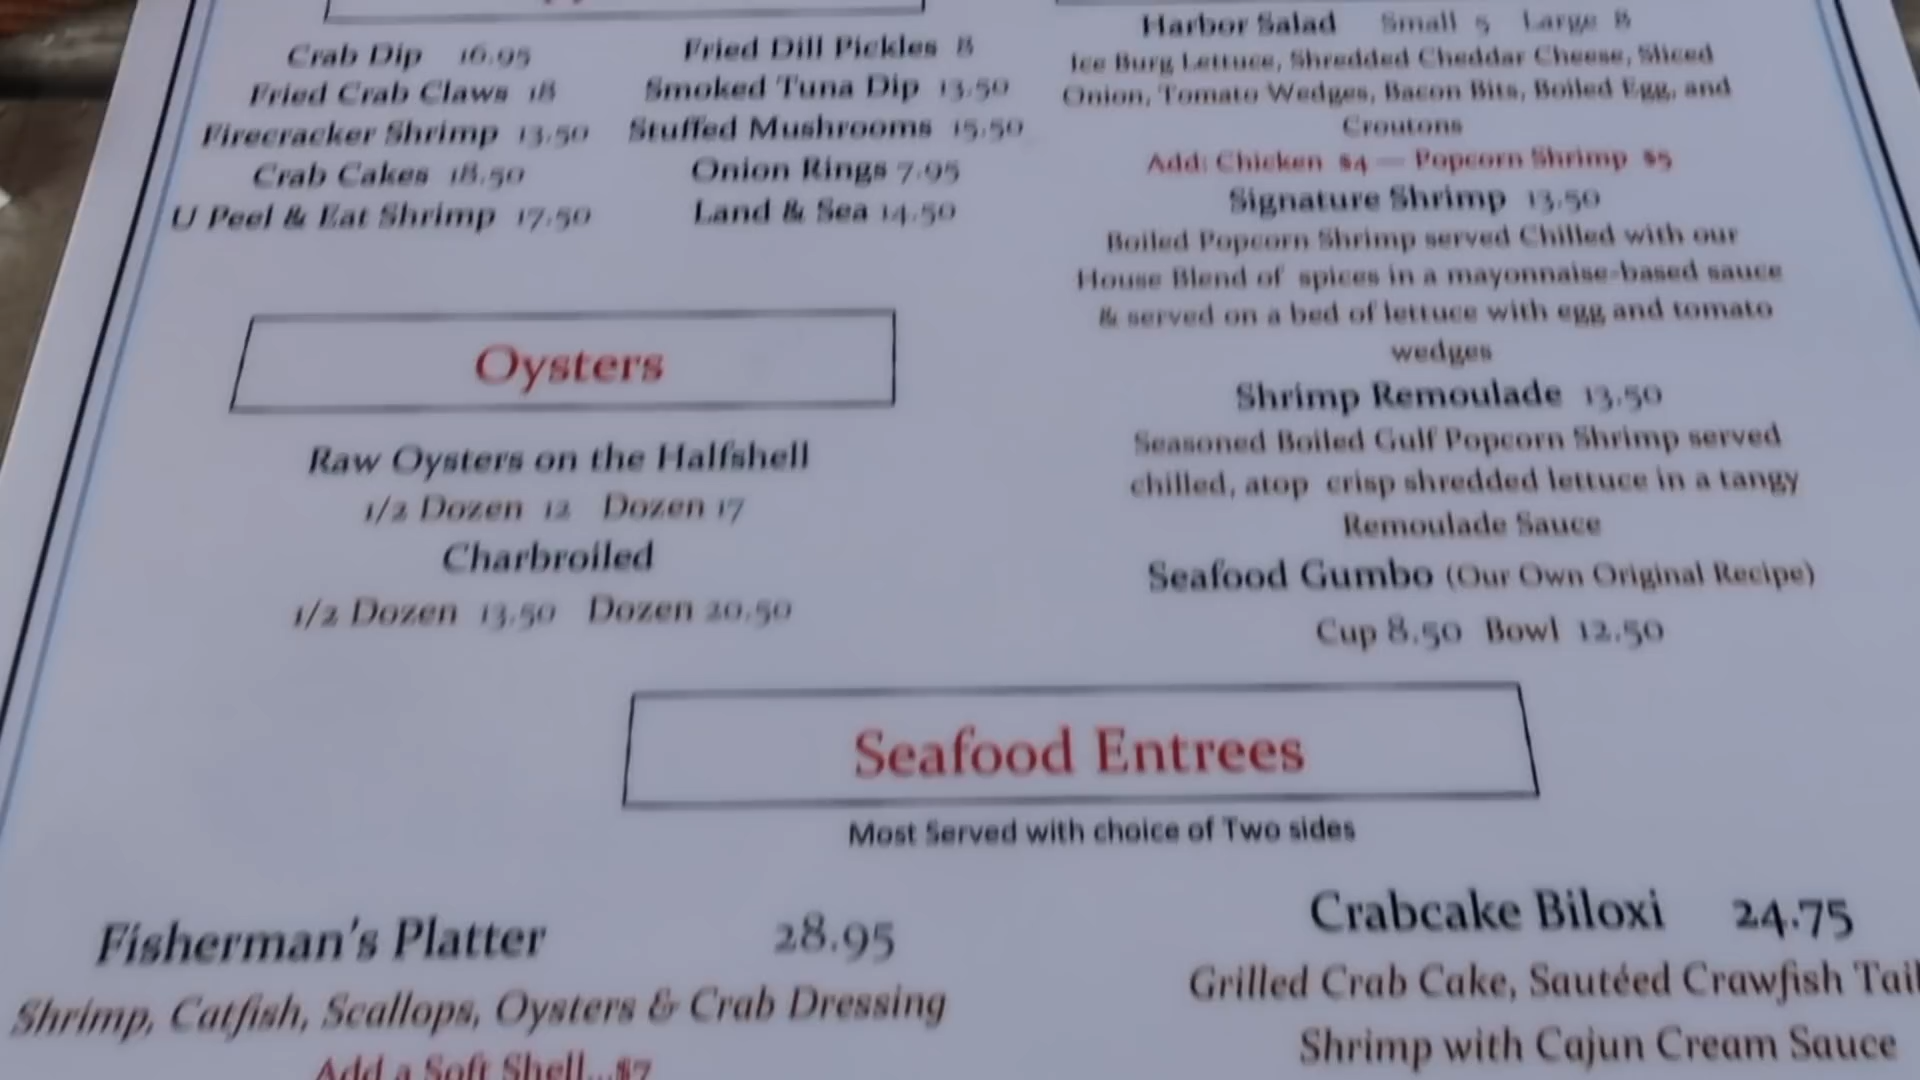 Crab Dip 16.95
Fried Crab Claws 18
Firecracker Shrimp 13.50
Crab Cakes 18.50
U Peel & Eat Shrimp 17.50
Fried Dill Pickles 8
Smoked Tuna Dip 13.50
Stuffed Mushrooms 15.50
Onion Rings 7.95
Land & Sea 14.50
Oysters
Raw Oysters on the Halfshell
1/2 Dozen 12 Dozen 17
Charbroiled
1/2 Dozen 13.50 Dozen 20.50
Harbor Salad Small 5 Large 8
Ice Burg Lettuce, Shredded Cheddar Cheese, Sliced
Onion, Tomato Wedges, Bacon Bits, Boiled Egg, and
Croutons
Add: Chicken $4 — Popcorn Shrimp $5
Signature Shrimp 13.50
Boiled Popcorn Shrimp served Chilled with our
House Blend of spices in a mayonnaise-based sauce
& served on a bed of lettuce with egg and tomato
wedges
Shrimp Remoulade 13.50
Seasoned Boiled Gulf Popcorn Shrimp served
chilled, atop crisp shredded lettuce in a tangy
Remoulade Sauce
Seafood Gumbo (Our Own Original Recipe)
Cup 8.50 Bowl 12.50
Seafood Entrees
Most Served with choice of Two sides
Fisherman's Platter 28.95
Shrimp, Catfish, Scallops, Oysters & Crab Dressing
Add a Soft Shell...$7
Crabcake Biloxi 24.75
Grilled Crab Cake, Sautéed Crawfish Tail
Shrimp with Cajun Cream Sauce